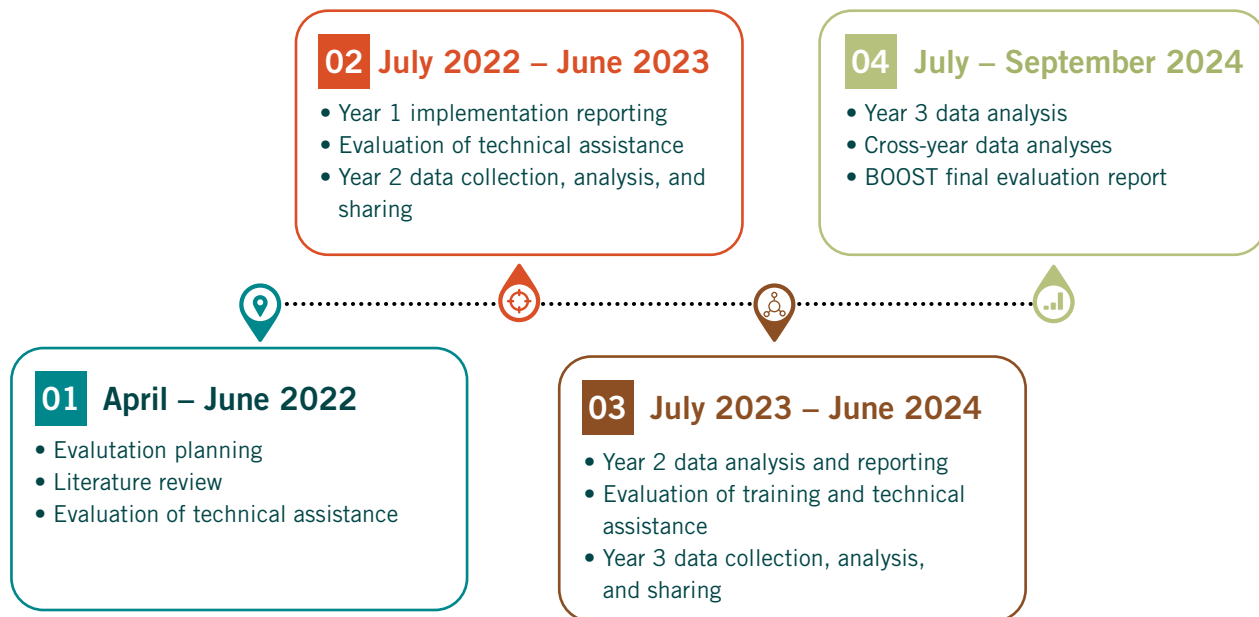 02 July 2022 – June 2023
• Year 1 implementation reporting
• Evaluation of technical assistance
• Year 2 data collection, analysis, and
sharing
04 July – September 2024
• Year 3 data analysis
• Cross-year data analyses
• BOOST final evaluation report
01 April – June 2022
• Evalutation planning
• Literature review
• Evaluation of technical assistance
03 July 2023 – June 2024
• Year 2 data analysis and reporting
• Evaluation of training and technical
assistance
• Year 3 data collection, analysis,
and sharing